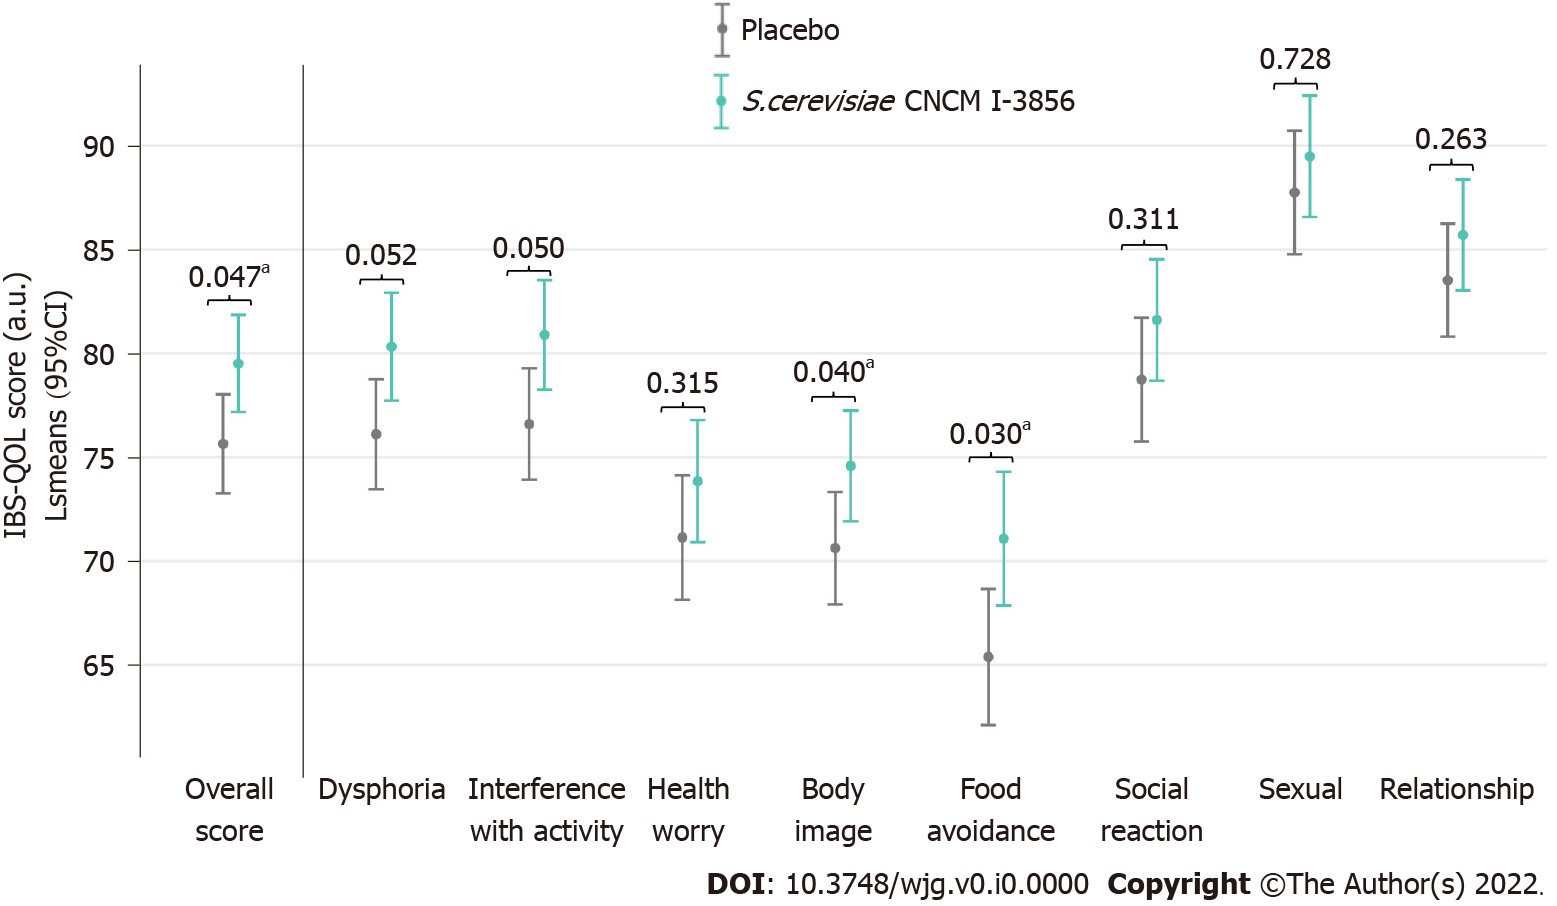 Placebo
S.cerevisiae CNCM I-3856
IBS-QOL score (a.u.)
Lsmeans (95%CI)
90
85
80
75
70
65
0.047a
0.052
0.050
0.315
0.040a
0.030a
0.311
0.728
0.263
Overall
score
Dysphoria
Interference
with activity
Health
worry
Body
image
Food
avoidance
Social
reaction
Sexual
Relationship
DOI: 10.3748/wjg.v0.i0.0000 Copyright ©The Author(s) 2022.